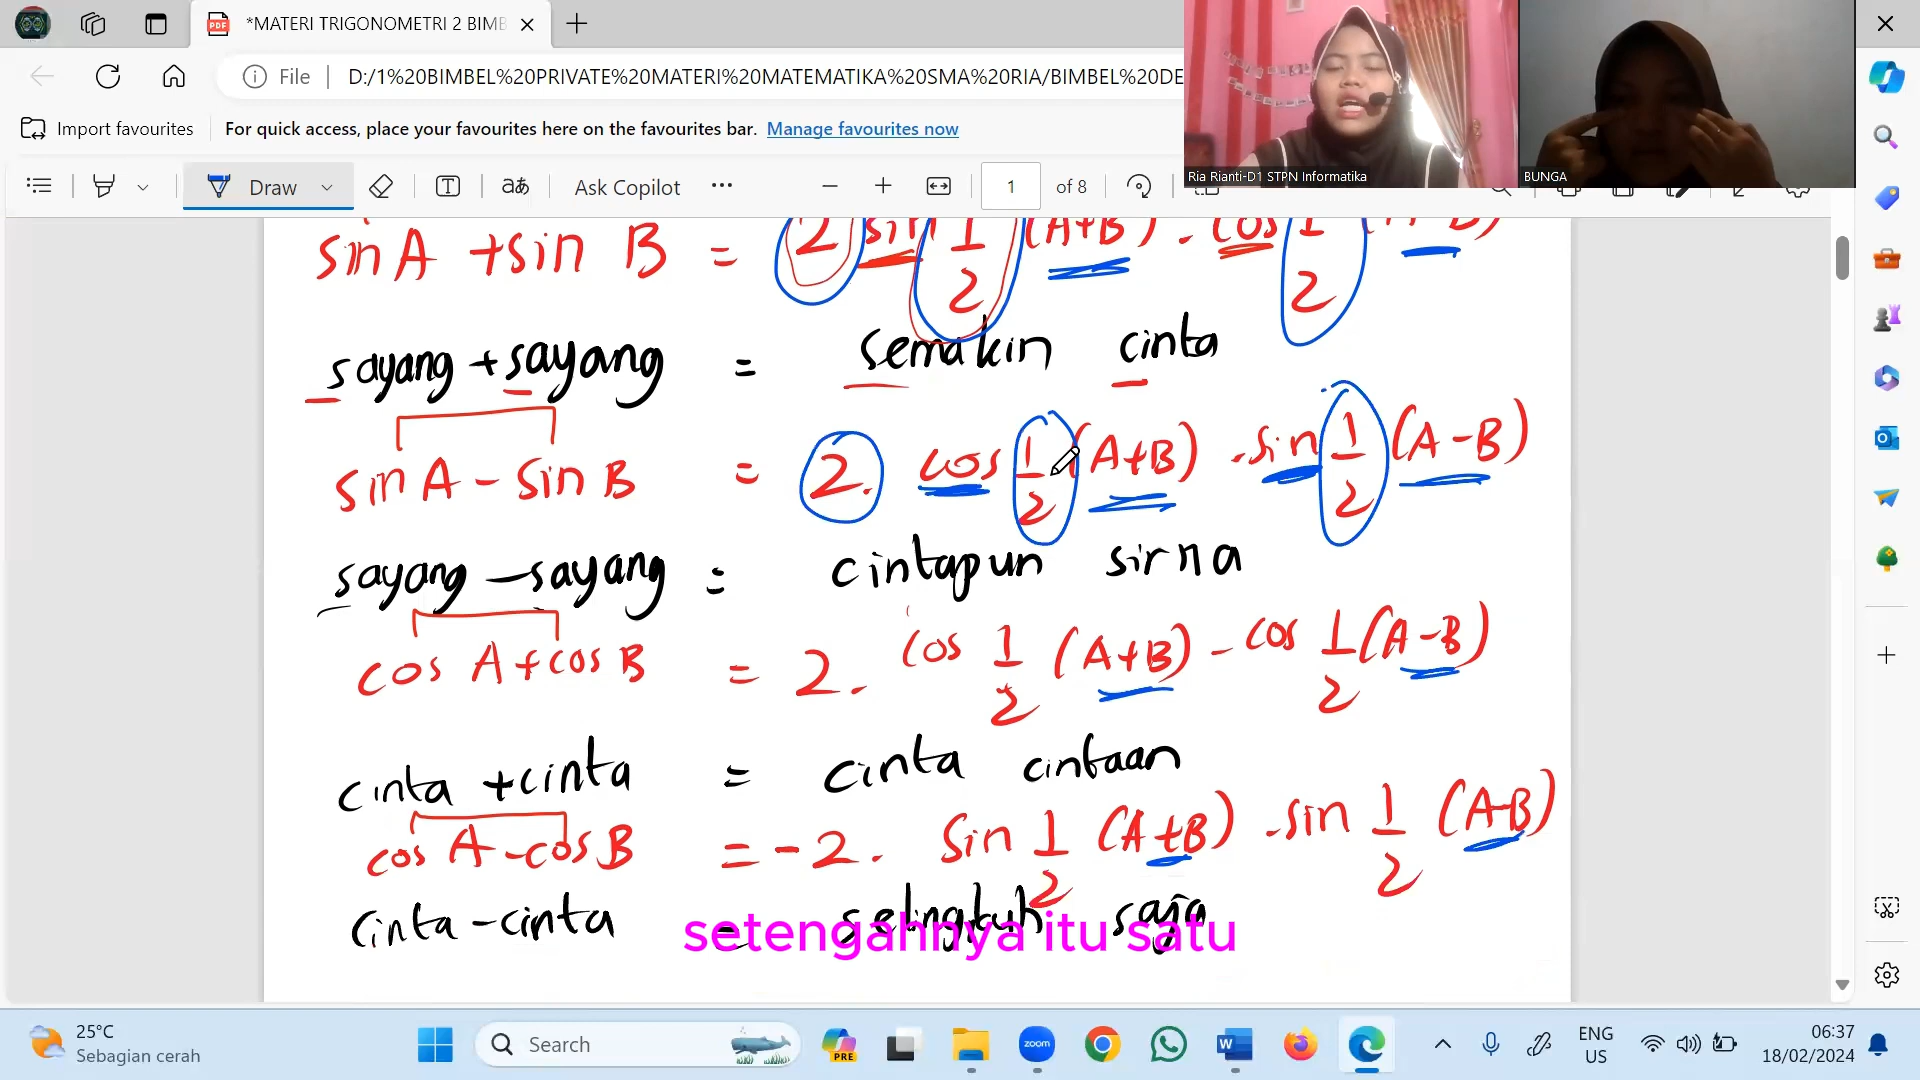 *MATERI TRIGONOMETRI 2 BIMB
File
D:/1%20BIMBEL%20PRIVATE%20MATERI%20MATEMATIKA%20SMA%20RIA/BIMBEL%20DE
Import favourites
For quick access, place your favourites here on the favourites bar. Manage favourites now
Draw
Ask Copilot
1 of 8
Ria Rianti-D1 STPN Informatika
BUNGA
sin A + sin B = 2 sin 1/2 (A+B) - cos 1/2
sayang + sayang = semakin cinta
sin A - sin B = 2. cos 1/2 (A+B) . sin 1/2 (A-B)
sayang - sayang = cintapun sirna
cos A + cos B = 2. cos 1/2 (A+B) - cos 1/2 (A-B)
cinta + cinta = cinta cintaan
cos A - cos B = -2. sin 1/2 (A+B) . sin 1/2 (A-B)
cinta - cinta = selingkuh saja
setengahnya itu satu
25°C
Sebagian cerah
Search
PRE
zoom
ENG
US
06:37
18/02/2024